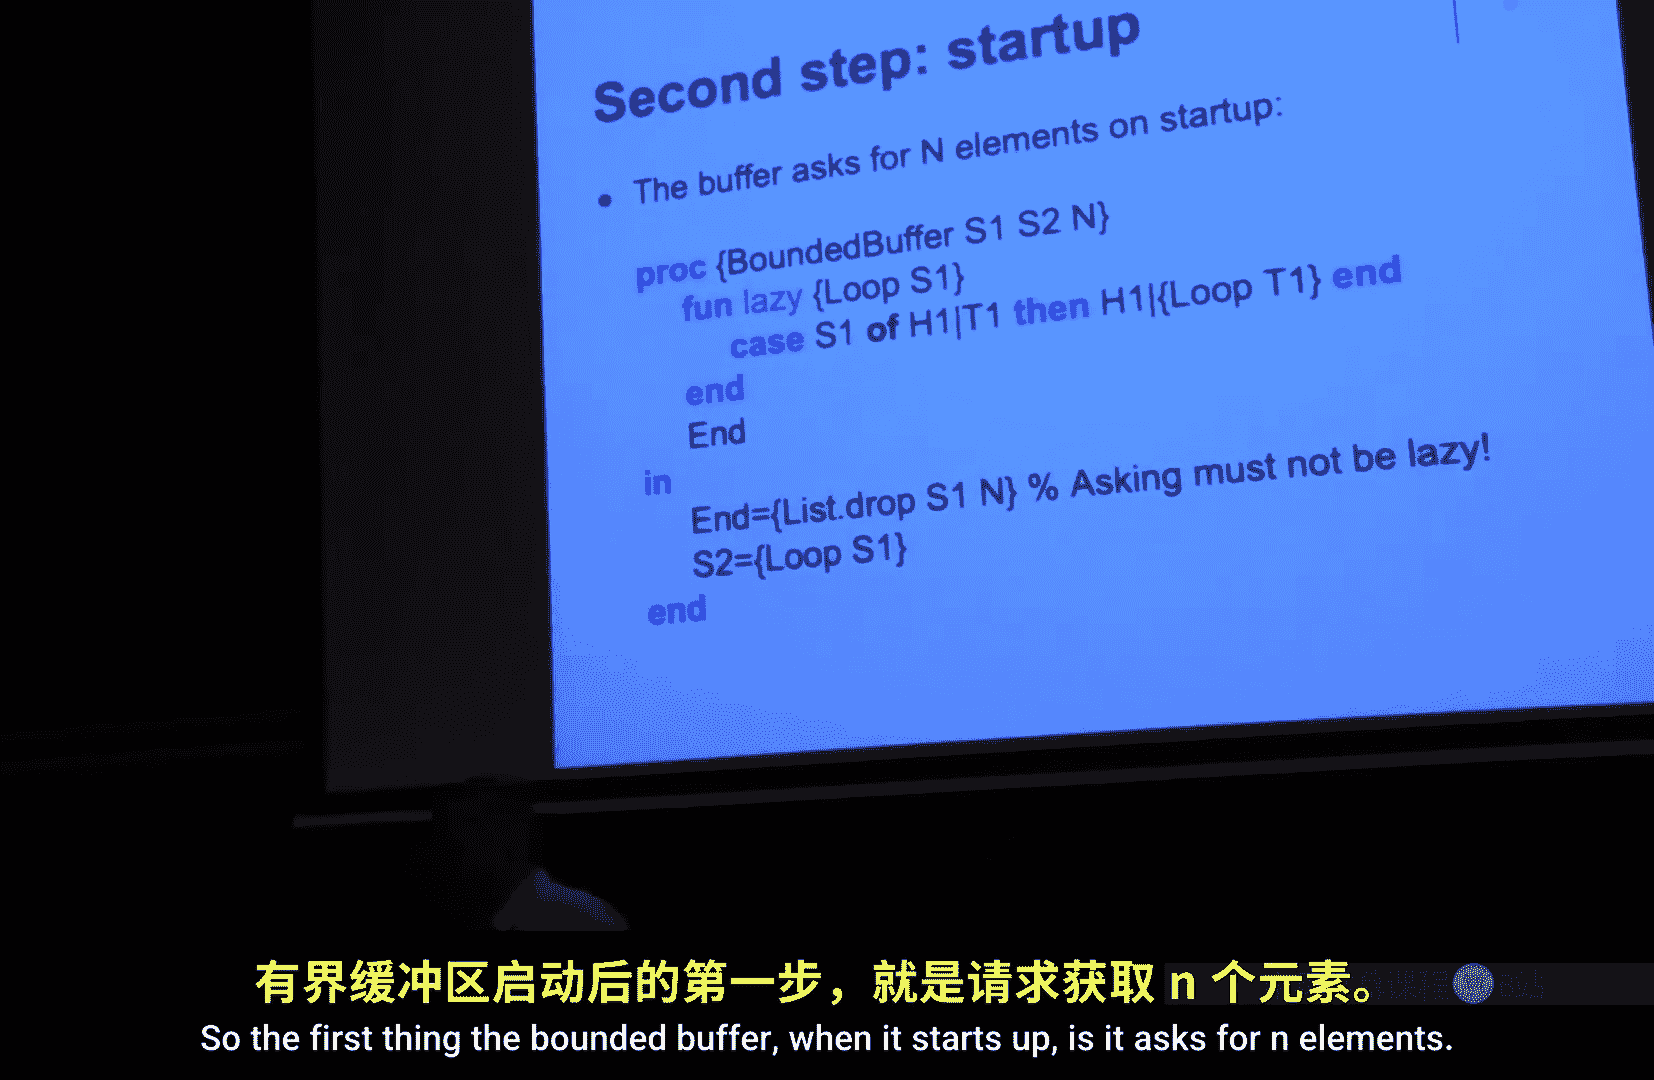 Second step: startup
• The buffer asks for N elements on startup:
proc {BoundedBuffer S1 S2 N}
fun lazy {Loop S1}
case S1 of H1|T1 then H1|{Loop T1} end
end
End
in
End={List.drop S1 N} % Asking must not be lazy!
S2={Loop S1}
end
有界缓冲区启动后的第一步，就是请求获取 n 个元素。
So the first thing the bounded buffer, when it starts up, is it asks for n elements.